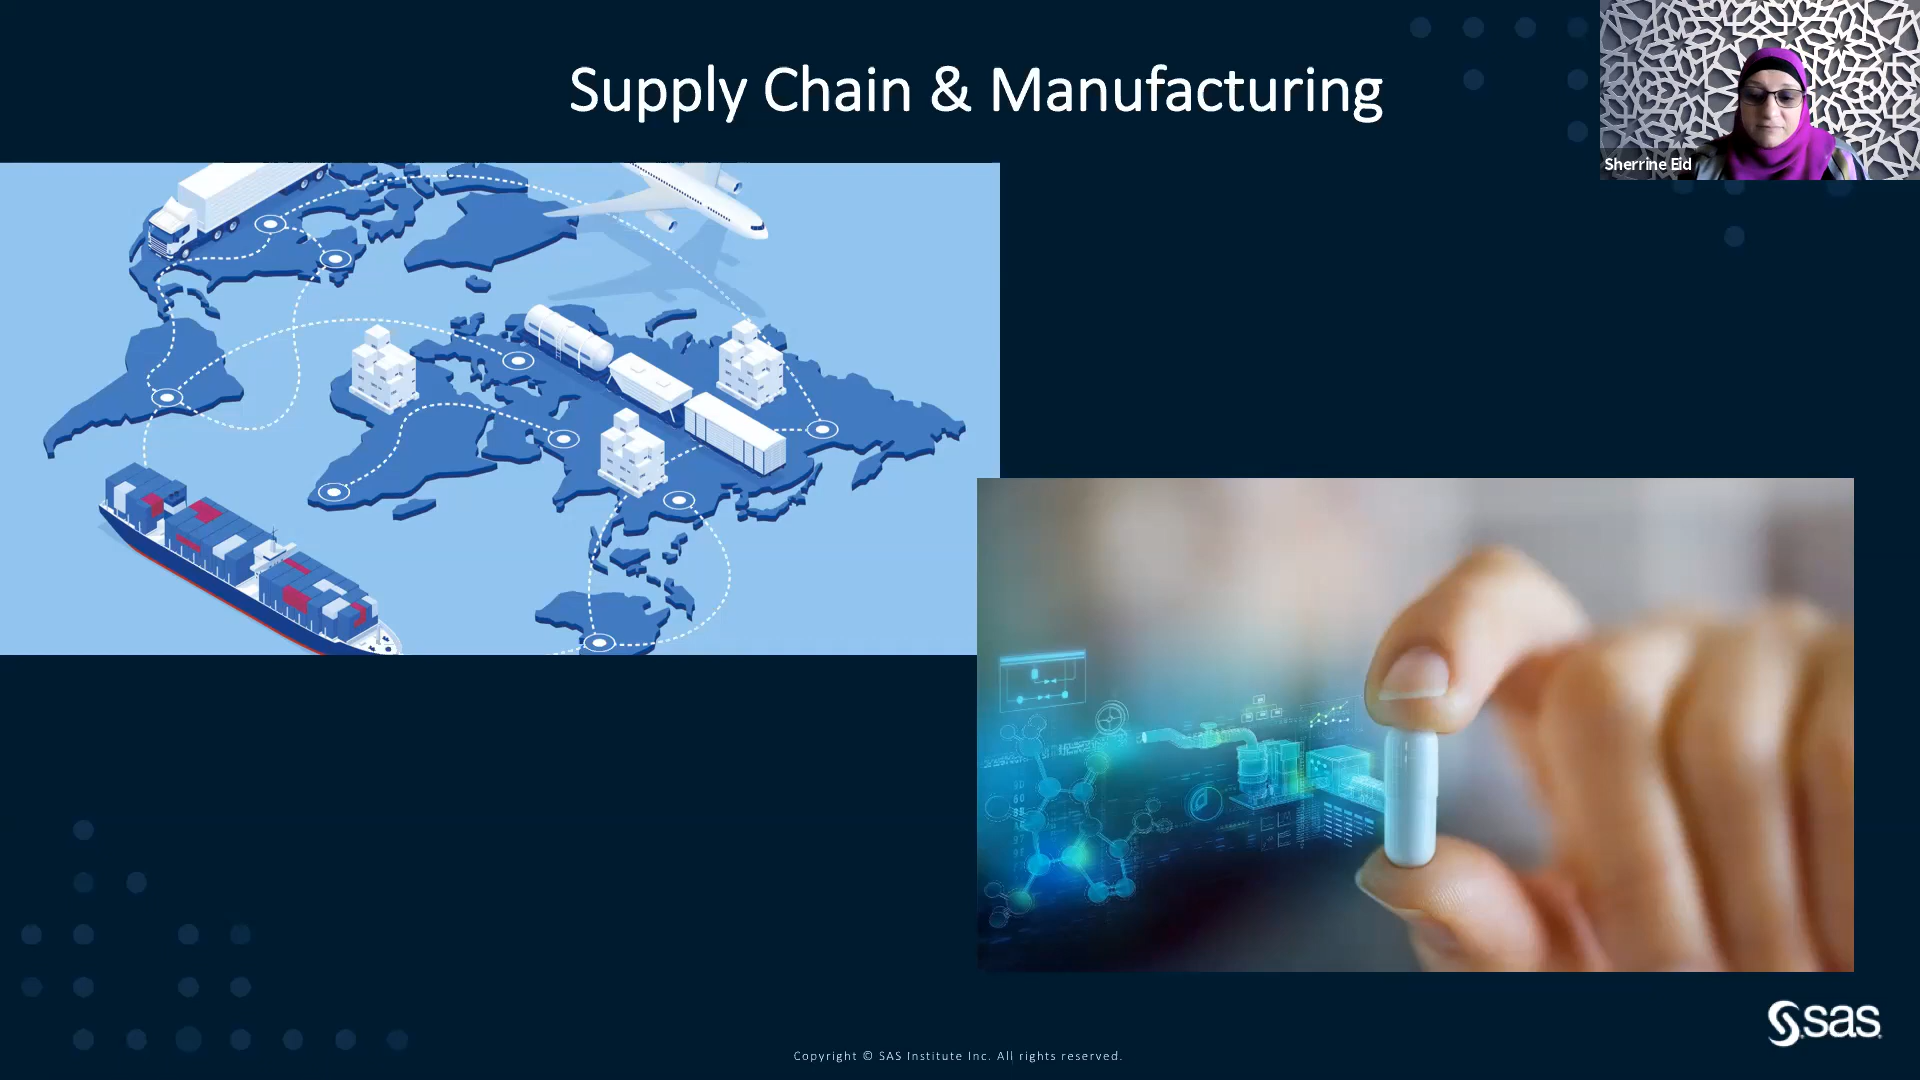 Supply Chain & Manufacturing
Sherrine Eid
sas
Copyright © SAS Institute Inc. All rights reserved.